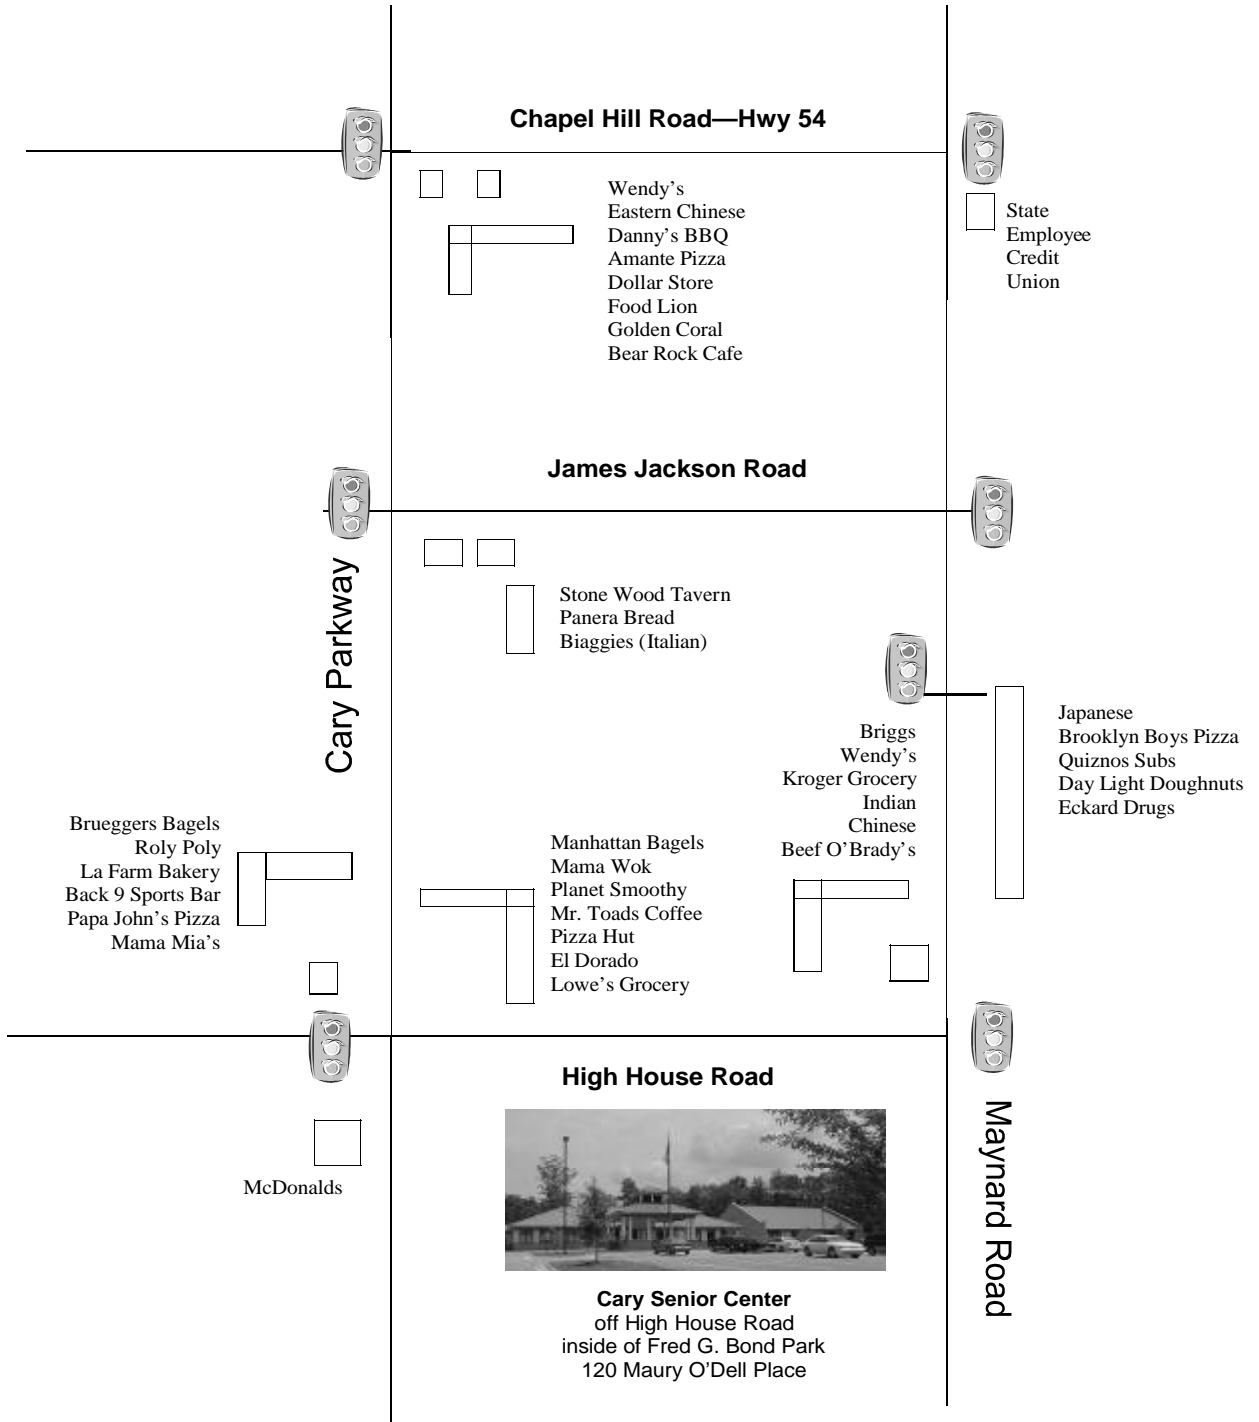 Chapel Hill Road—Hwy 54
Wendy's
Eastern Chinese
Danny's BBQ
Amante Pizza
Dollar Store
Food Lion
Golden Coral
Bear Rock Cafe
State
Employee
Credit
Union
James Jackson Road
Cary Parkway
Stone Wood Tavern
Panera Bread
Biaggies (Italian)
Briggs
Wendy's
Kroger Grocery
Indian
Chinese
Beef O'Brady's
Japanese
Brooklyn Boys Pizza
Quiznos Subs
Day Light Doughnuts
Eckard Drugs
Brueggers Bagels
Roly Poly
La Farm Bakery
Back 9 Sports Bar
Papa John's Pizza
Mama Mia's
Manhattan Bagels
Mama Wok
Planet Smoothy
Mr. Toads Coffee
Pizza Hut
El Dorado
Lowe's Grocery
High House Road
Maynard Road
McDonalds
Cary Senior Center
off High House Road
inside of Fred G. Bond Park
120 Maury O'Dell Place